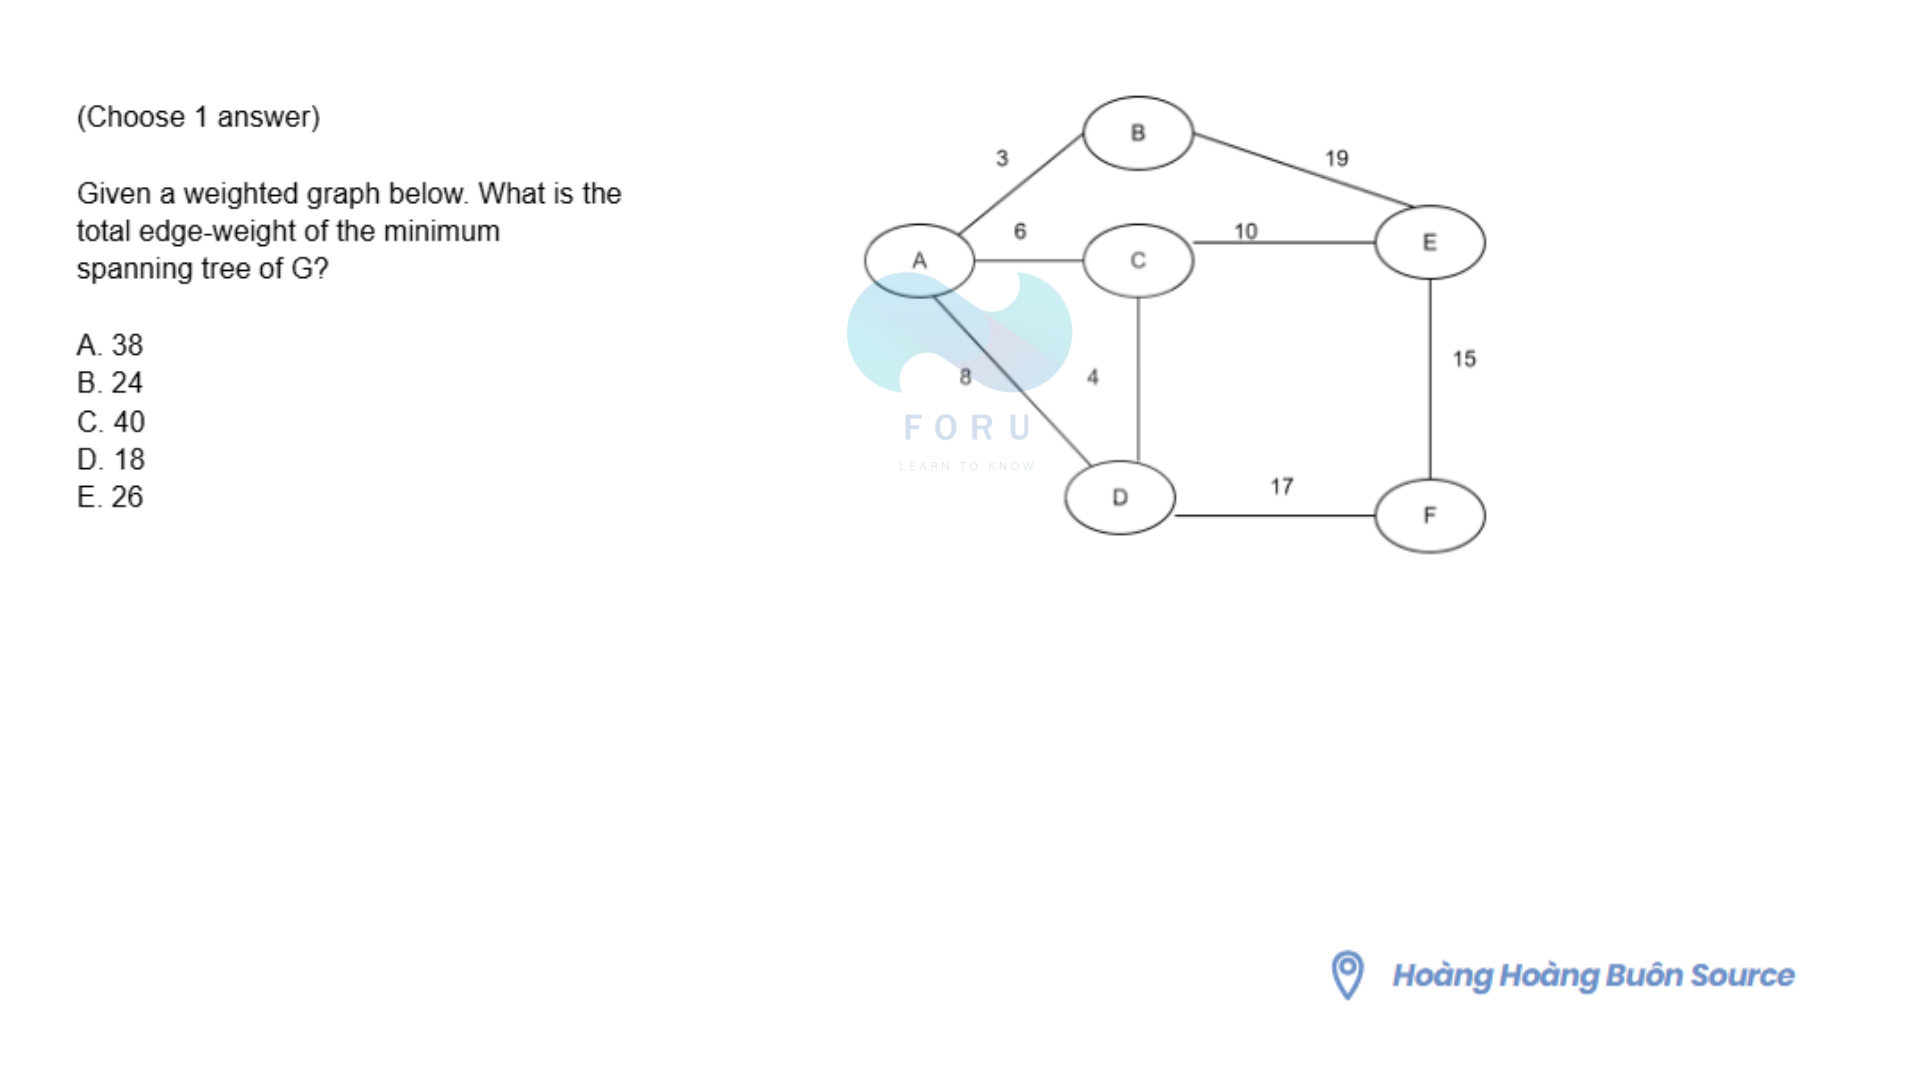 (Choose 1 answer)
Given a weighted graph below. What is the
total edge-weight of the minimum
spanning tree of G?
A. 38
B. 24
C. 40
D. 18
E. 26
B
3
19
6
10
A
C
E
8
4
15
FORU
LEARN TO KNOW
D
17
F
Hoàng Hoàng Buôn Source